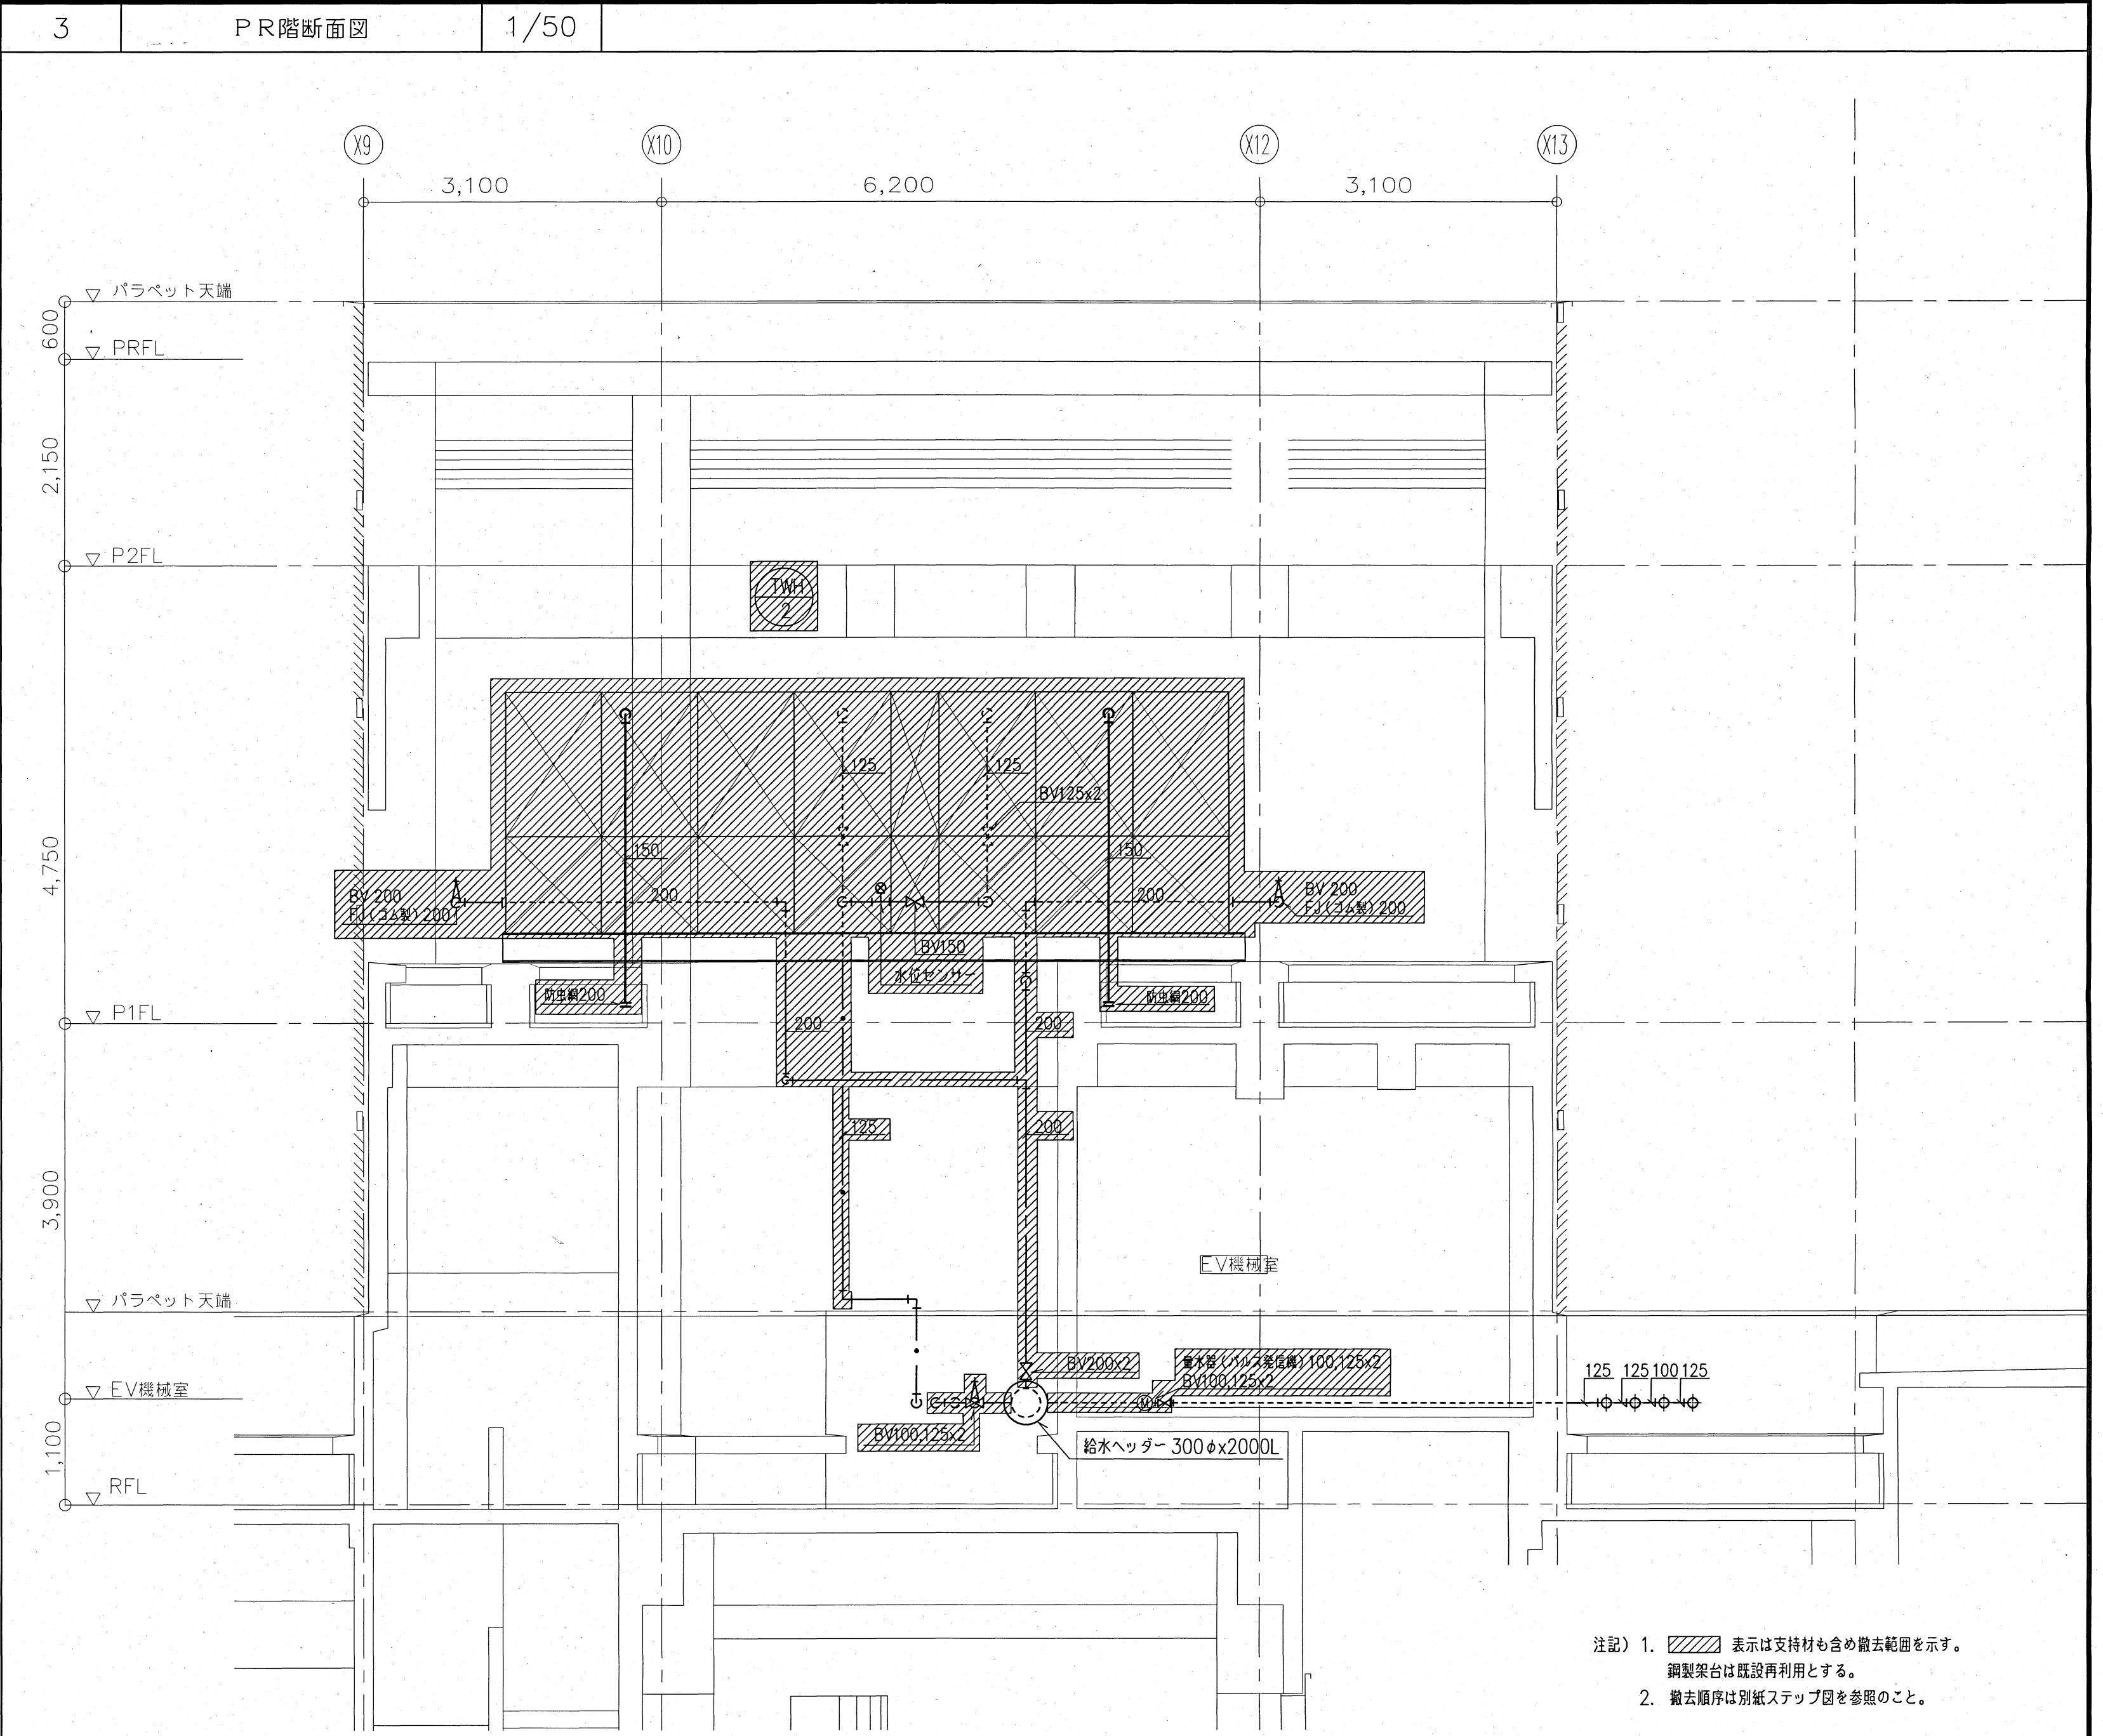 3
PR階断面図
1/50
X9
X10
X12
X13
3,100
6,200
3,100
パラペット天端
600
PRFL
2,150
P2FL
TWH
2
125
125
BV125x2
4,750
150
150
BV 200
FJ(ゴム製)200
200
200
BV 200
FJ(ゴム製)200
BV150
水位センサー
防虫網200
防虫網200
P1FL
200
200
125
200
3,900
EV機械室
パラペット天端
BV200x2
量水器(パルス発信機)100,125x2
BV100,125x2
125
125
100
125
EV機械室
BV100,125x2
M
給水ヘッダー 300φx2000L
1,100
RFL
注記) 1. 表示は支持材も含め撤去範囲を示す。
鋼製架台は既設再利用とする。
2. 撤去順序は別紙ステップ図を参照のこと。